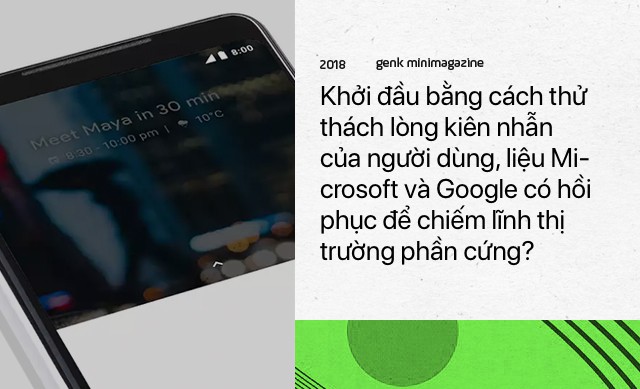 8:00
Meet Maya in 30 min
8:30 - 10:00 pm | 10°C
2018 genk minimagazine
Khởi đầu bằng cách thử
thách lòng kiên nhẫn
của người dùng, liệu Mi-
crosoft và Google có hồi
phục để chiếm lĩnh thị
trường phần cứng?